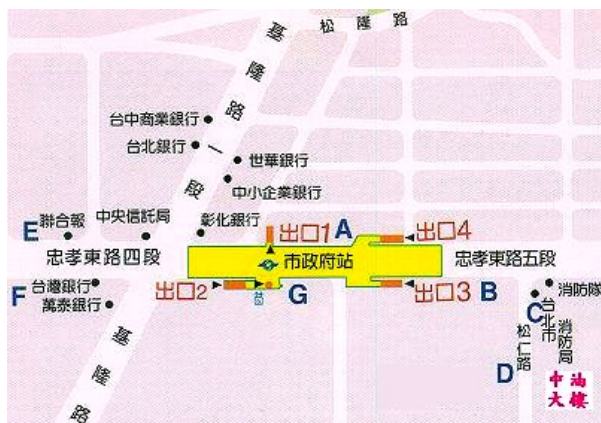 松隆路
基隆路一段
台中商業銀行
台北銀行
世華銀行
中小企業銀行
聯合報
中央信託局
彰化銀行
出口1
A
出口4
E
忠孝東路四段
市政府站
忠孝東路五段
台灣銀行
F
萬泰銀行
出口2
G
出口3
B
消防隊
C
台北市
消防局
松仁路
D
基隆路
中油
大樓